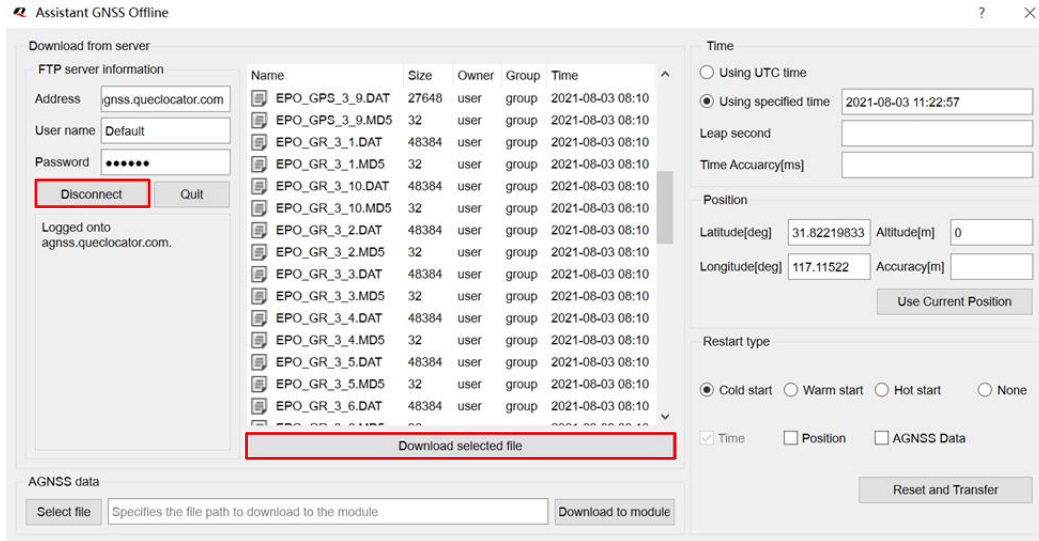 Assistant GNSS Offline ? ×
Download from server
FTP server information
Address gnss.queclocator.com
User name Default
Password ●●●●●●
Disconnect Quit
Logged onto
agnss.queclocator.com.
Name Size Owner Group Time
EPO_GPS_3_9.DAT 27648 user group 2021-08-03 08:10
EPO_GPS_3_9.MD5 32 user group 2021-08-03 08:10
EPO_GR_3_1.DAT 48384 user group 2021-08-03 08:10
EPO_GR_3_1.MD5 32 user group 2021-08-03 08:10
EPO_GR_3_10.DAT 48384 user group 2021-08-03 08:10
EPO_GR_3_10.MD5 32 user group 2021-08-03 08:10
EPO_GR_3_2.DAT 48384 user group 2021-08-03 08:10
EPO_GR_3_2.MD5 32 user group 2021-08-03 08:10
EPO_GR_3_3.DAT 48384 user group 2021-08-03 08:10
EPO_GR_3_3.MD5 32 user group 2021-08-03 08:10
EPO_GR_3_4.DAT 48384 user group 2021-08-03 08:10
EPO_GR_3_4.MD5 32 user group 2021-08-03 08:10
EPO_GR_3_5.DAT 48384 user group 2021-08-03 08:10
EPO_GR_3_5.MD5 32 user group 2021-08-03 08:10
EPO_GR_3_6.DAT 48384 user group 2021-08-03 08:10
Download selected file
AGNSS data
Select file Specifies the file path to download to the module Download to module
Time
Using UTC time
Using specified time 2021-08-03 11:22:57
Leap second
Time Accuarcy[ms]
Position
Latitude[deg] 31.82219833 Altitude[m] 0
Longitude[deg] 117.11522 Accuracy[m]
Use Current Position
Restart type
Cold start Warm start Hot start None
Time Position AGNSS Data
Reset and Transfer